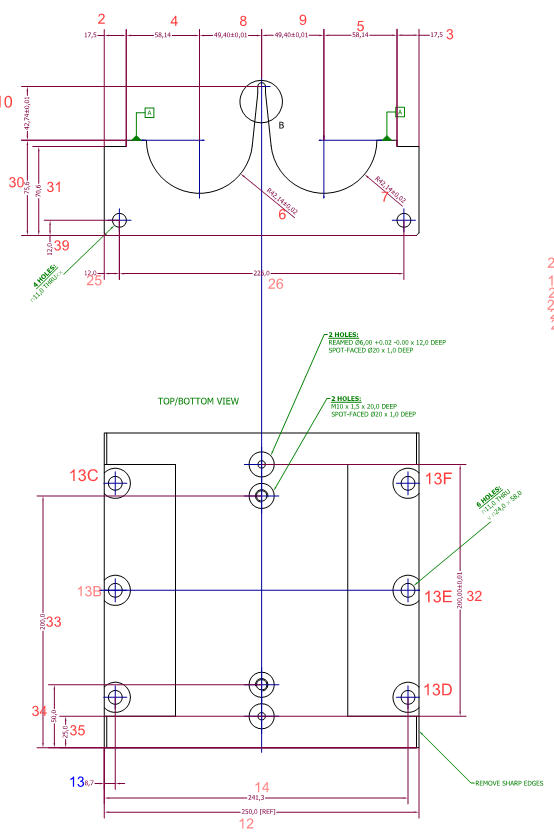 2 4 8 9 5 3
17,5 58,14 49,40±0,01 49,40±0,01 58,14 17,5
10
42,74±0,01
A
A
B
30
75,6
31
70,6
R42,14±0,02
6
R42,14±0,02
7
39
12,0
4 HOLES:
12,0
25
225,0
26
2 HOLES:
REAMED Ø6,00 +0.02 -0.00 x 12,0 DEEP
SPOT-FACED Ø20 x 1,0 DEEP
TOP/BOTTOM VIEW
2 HOLES:
M10 x 1,5 x 20,0 DEEP
SPOT-FACED Ø20 x 1,0 DEEP
13C
13F
6 HOLES:
13B
13E
200,00±0,01
32
200,0
33
13D
34
50,0
25,0
35
13
8,7
14
241,3
REMOVE SHARP EDGES
250,0 [REF]
12